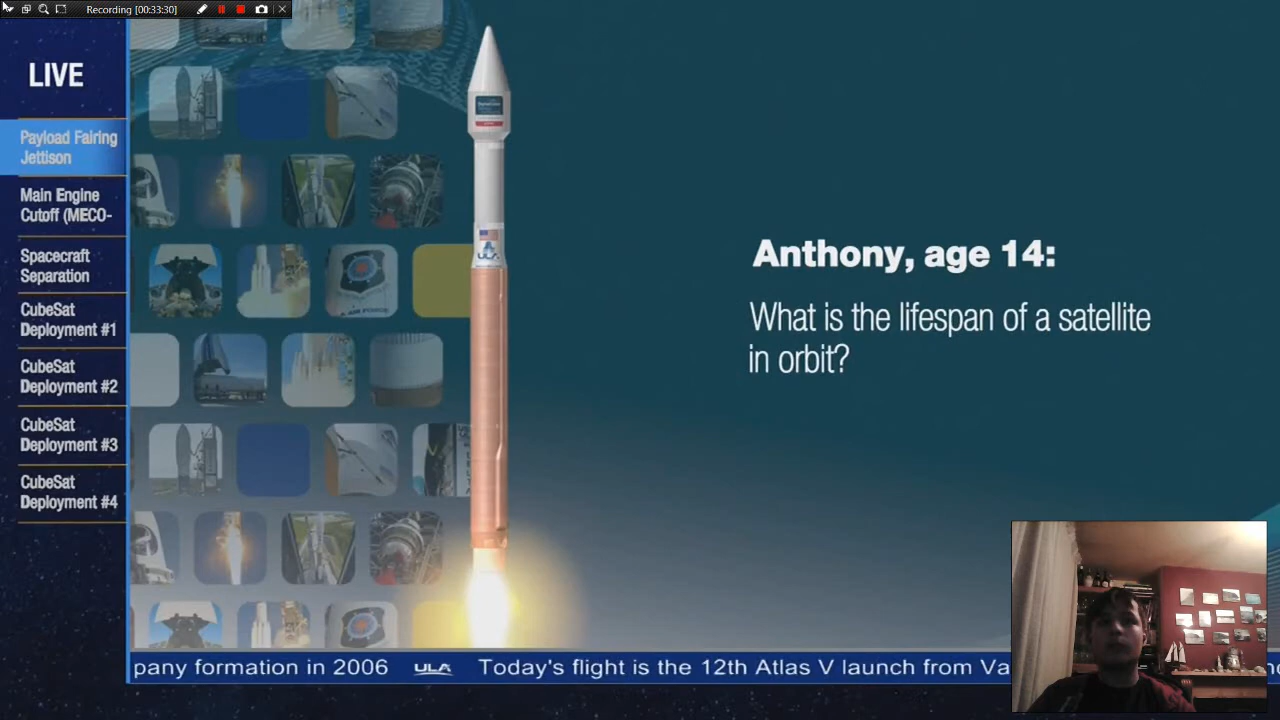 Recording [00:33:30]
LIVE
Payload Fairing
Jettison
Main Engine
Cutoff (MECO-
Spacecraft
Separation
CubeSat
Deployment #1
CubeSat
Deployment #2
CubeSat
Deployment #3
CubeSat
Deployment #4
ULA
Anthony, age 14:
What is the lifespan of a satellite
in orbit?
pany formation in 2006 ULA Today's flight is the 12th Atlas V launch from Va